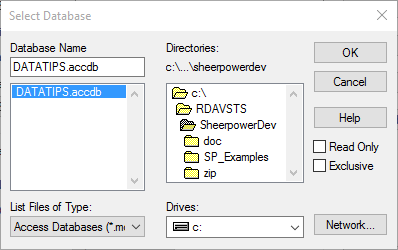 Select Database
Database Name
DATATIPS.accdb
DATATIPS.accdb
List Files of Type:
Access Databases (*.m
Directories:
c:\...\sheerpowerdev
c:\
RDAVSTS
SheerpowerDev
doc
SP_Examples
zip
Drives:
c:
OK
Cancel
Help
Read Only
Exclusive
Network...